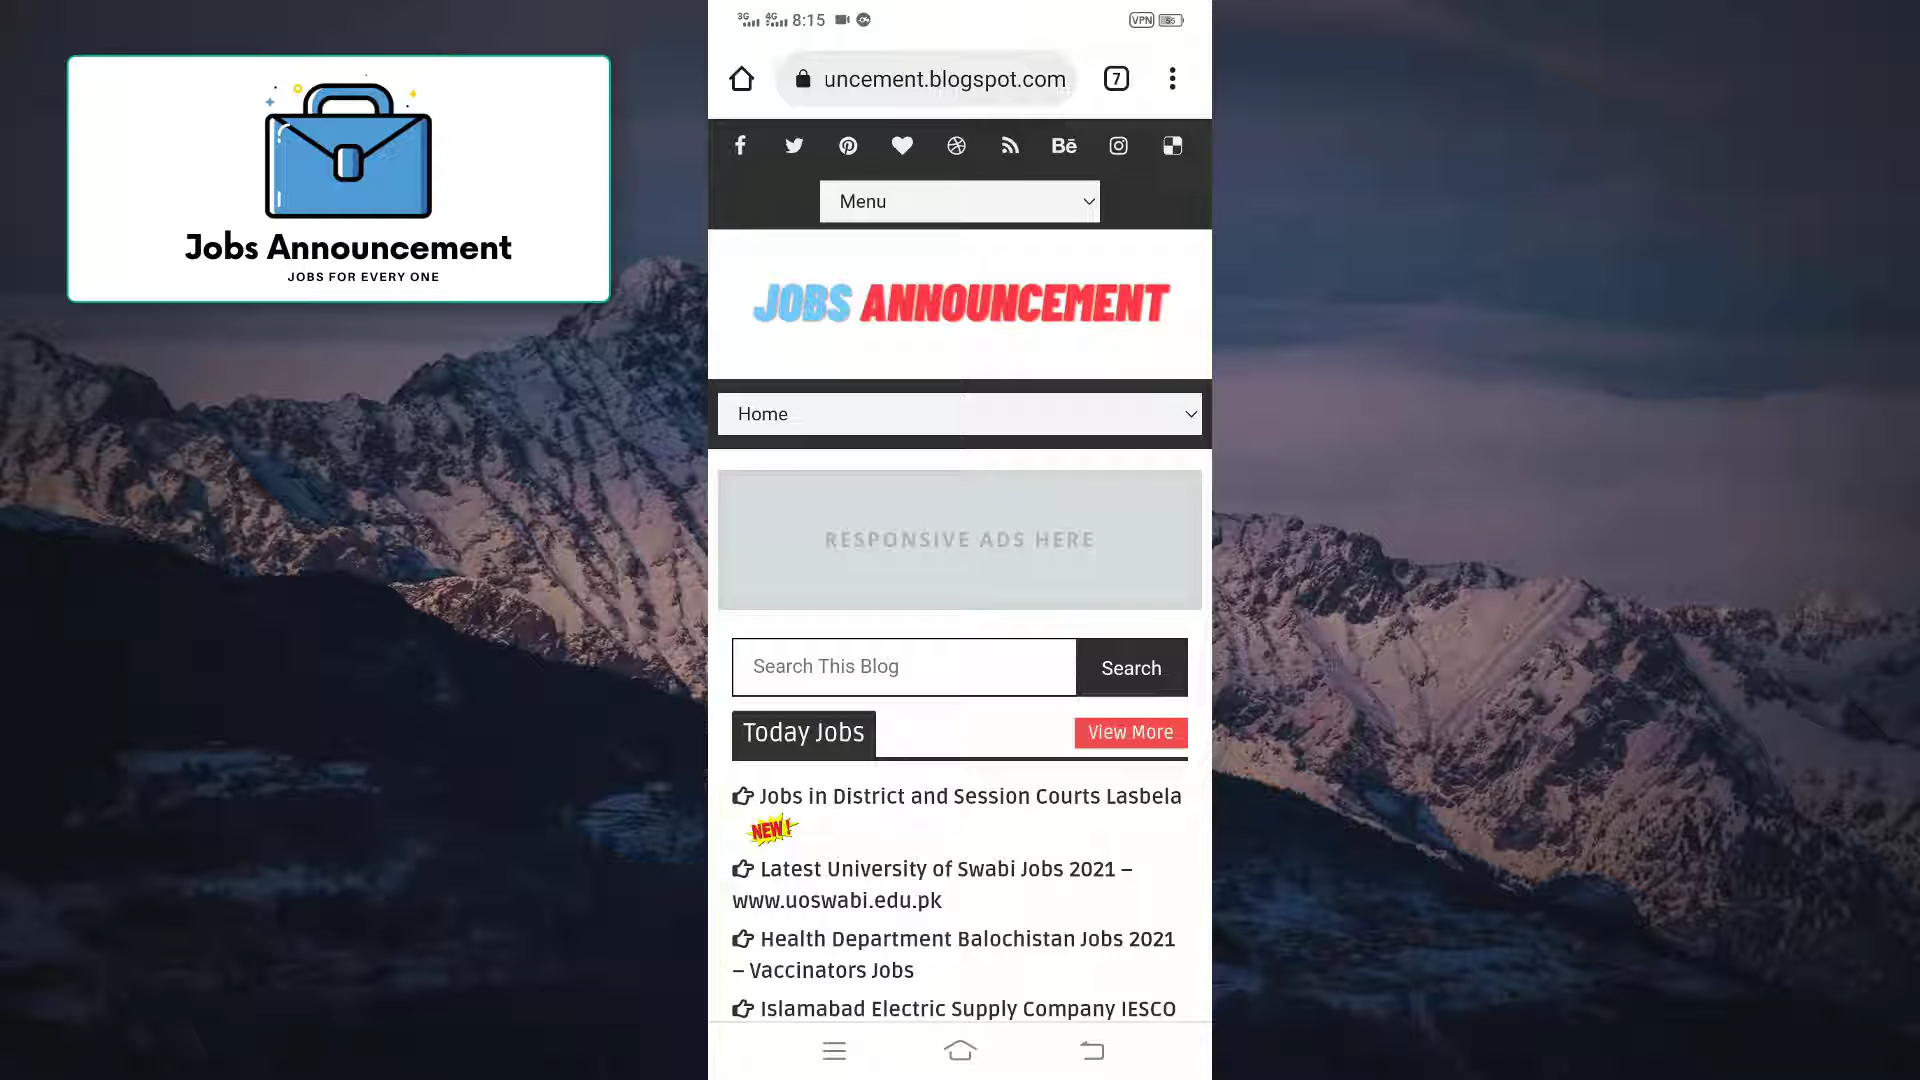 Jobs Announcement
JOBS FOR EVERY ONE
3G 4G 8:15 VPN 55
uncement.blogspot.com 7
Bē
Menu
JOBS ANNOUNCEMENT
Home
RESPONSIVE ADS HERE
Search This Blog Search
Today Jobs View More
Jobs in District and Session Courts Lasbela
NEW!
Latest University of Swabi Jobs 2021 –
www.uoswabi.edu.pk
Health Department Balochistan Jobs 2021
– Vaccinators Jobs
Islamabad Electric Supply Company IESCO